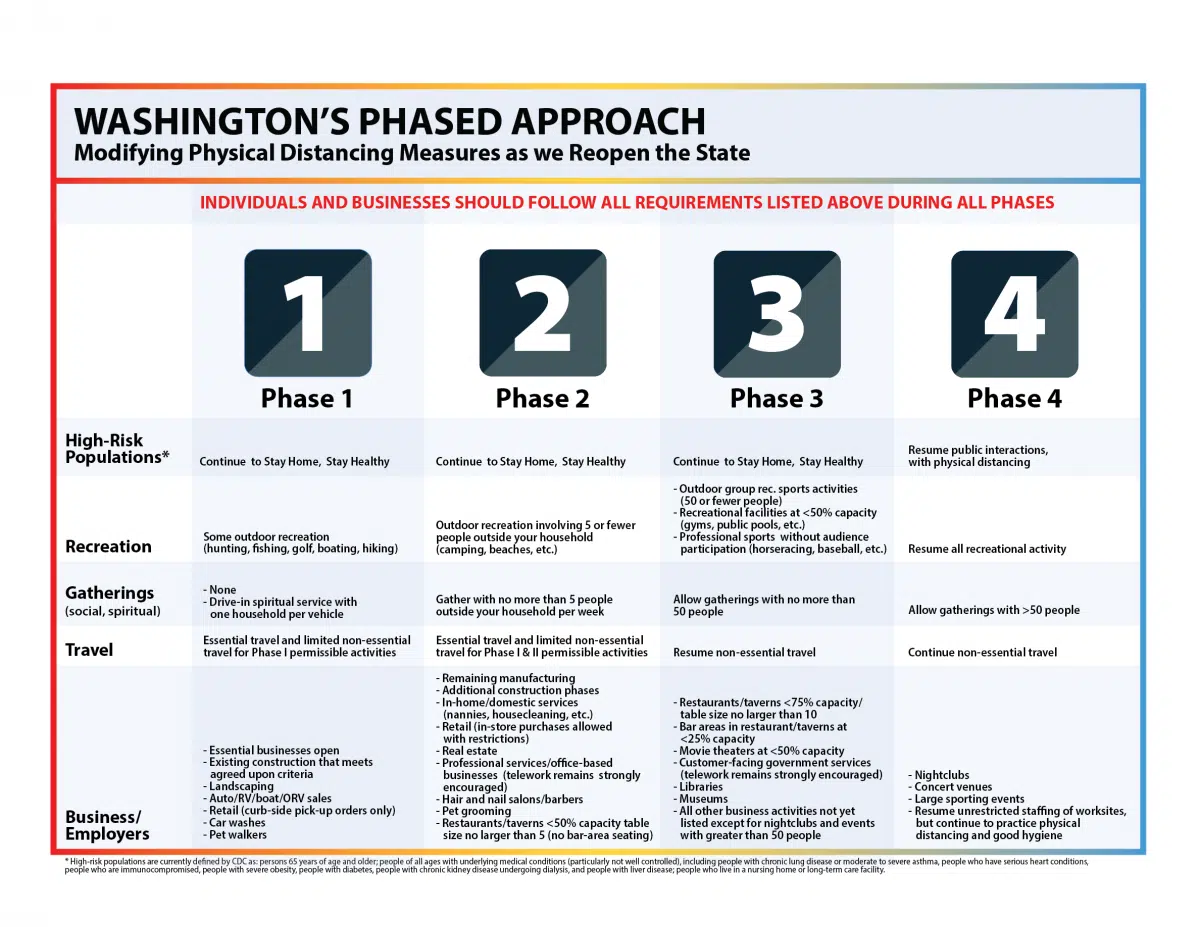 WASHINGTON'S PHASED APPROACH
Modifying Physical Distancing Measures as we Reopen the State
INDIVIDUALS AND BUSINESSES SHOULD FOLLOW ALL REQUIREMENTS LISTED ABOVE DURING ALL PHASES
1
Phase 1
2
Phase 2
3
Phase 3
4
Phase 4
High-Risk
Populations*
Continue to Stay Home, Stay Healthy
Continue to Stay Home, Stay Healthy
Continue to Stay Home, Stay Healthy
Resume public interactions,
with physical distancing
Recreation
Some outdoor recreation
(hunting, fishing, golf, boating, hiking)
Outdoor recreation involving 5 or fewer
people outside your household
(camping, beaches, etc.)
- Outdoor group rec. sports activities
(50 or fewer people)
- Recreational facilities at <50% capacity
(gyms, public pools, etc.)
- Professional sports without audience
participation (horseracing, baseball, etc.)
Resume all recreational activity
Gatherings
(social, spiritual)
- None
- Drive-in spiritual service with
one household per vehicle
Gather with no more than 5 people
outside your household per week
Allow gatherings with no more than
50 people
Allow gatherings with >50 people
Travel
Essential travel and limited non-essential
travel for Phase I permissible activities
Essential travel and limited non-essential
travel for Phase I & II permissible activities
Resume non-essential travel
Continue non-essential travel
Business/
Employers
- Essential businesses open
- Existing construction that meets
agreed upon criteria
- Landscaping
- Auto/RV/boat/ORV sales
- Retail (curb-side pick-up orders only)
- Car washes
- Pet walkers
- Remaining manufacturing
- Additional construction phases
- In-home/domestic services
(nannies, housecleaning, etc.)
- Retail (in-store purchases allowed
with restrictions)
- Real estate
- Professional services/office-based
businesses (telework remains strongly
encouraged)
- Hair and nail salons/barbers
- Pet grooming
- Restaurants/taverns <50% capacity table
size no larger than 5 (no bar-area seating)
- Restaurants/taverns <75% capacity/
table size no larger than 10
- Bar areas in restaurant/taverns at
<25% capacity
- Movie theaters at <50% capacity
- Customer-facing government services
(telework remains strongly encouraged)
- Libraries
- Museums
- All other business activities not yet
listed except for nightclubs and events
with greater than 50 people
- Nightclubs
- Concert venues
- Large sporting events
- Resume unrestricted staffing of worksites,
but continue to practice physical
distancing and good hygiene
* High-risk populations are currently defined by CDC as: persons 65 years of age and older; people of all ages with underlying medical conditions (particularly not well controlled), including people with chronic lung disease or moderate to severe asthma, people who have serious heart conditions,
people who are immunocompromised, people with severe obesity, people with diabetes, people with chronic kidney disease undergoing dialysis, and people with liver disease; people who live in a nursing home or long-term care facility.